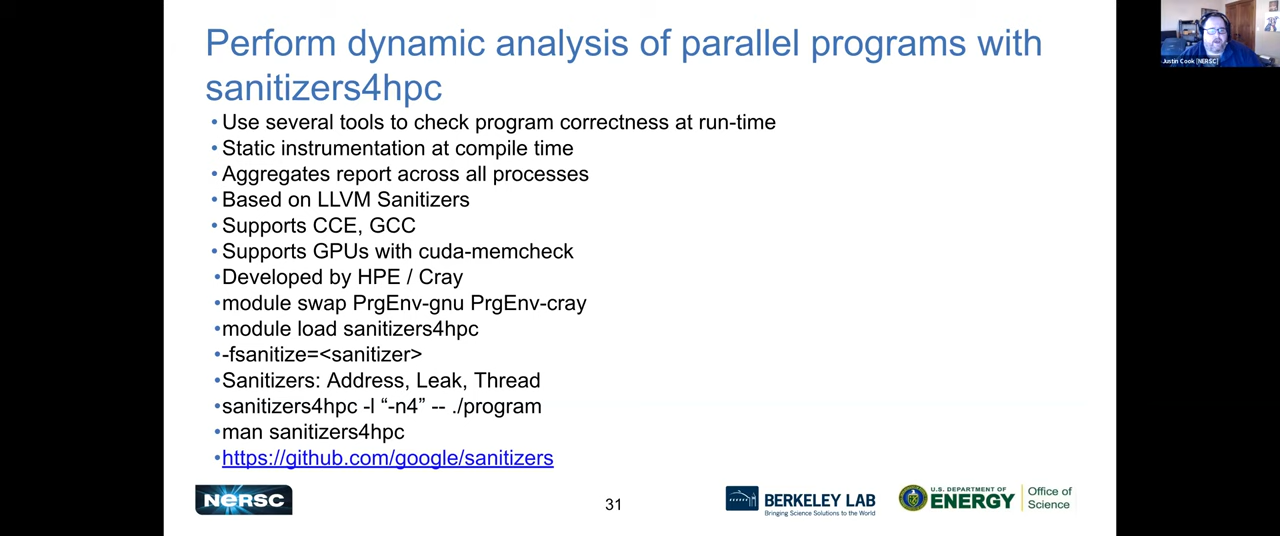 Perform dynamic analysis of parallel programs with
sanitizers4hpc
•Use several tools to check program correctness at run-time
•Static instrumentation at compile time
•Aggregates report across all processes
•Based on LLVM Sanitizers
•Supports CCE, GCC
•Supports GPUs with cuda-memcheck
•Developed by HPE / Cray
•module swap PrgEnv-gnu PrgEnv-cray
•module load sanitizers4hpc
•-fsanitize=<sanitizer>
•Sanitizers: Address, Leak, Thread
•sanitizers4hpc -l “-n4” -- ./program
•man sanitizers4hpc
•https://github.com/google/sanitizers
Justin Cook [NERSC]
NERSC
31
BERKELEY LAB
Bringing Science Solutions to the World
U.S. DEPARTMENT OF
ENERGY
Office of
Science